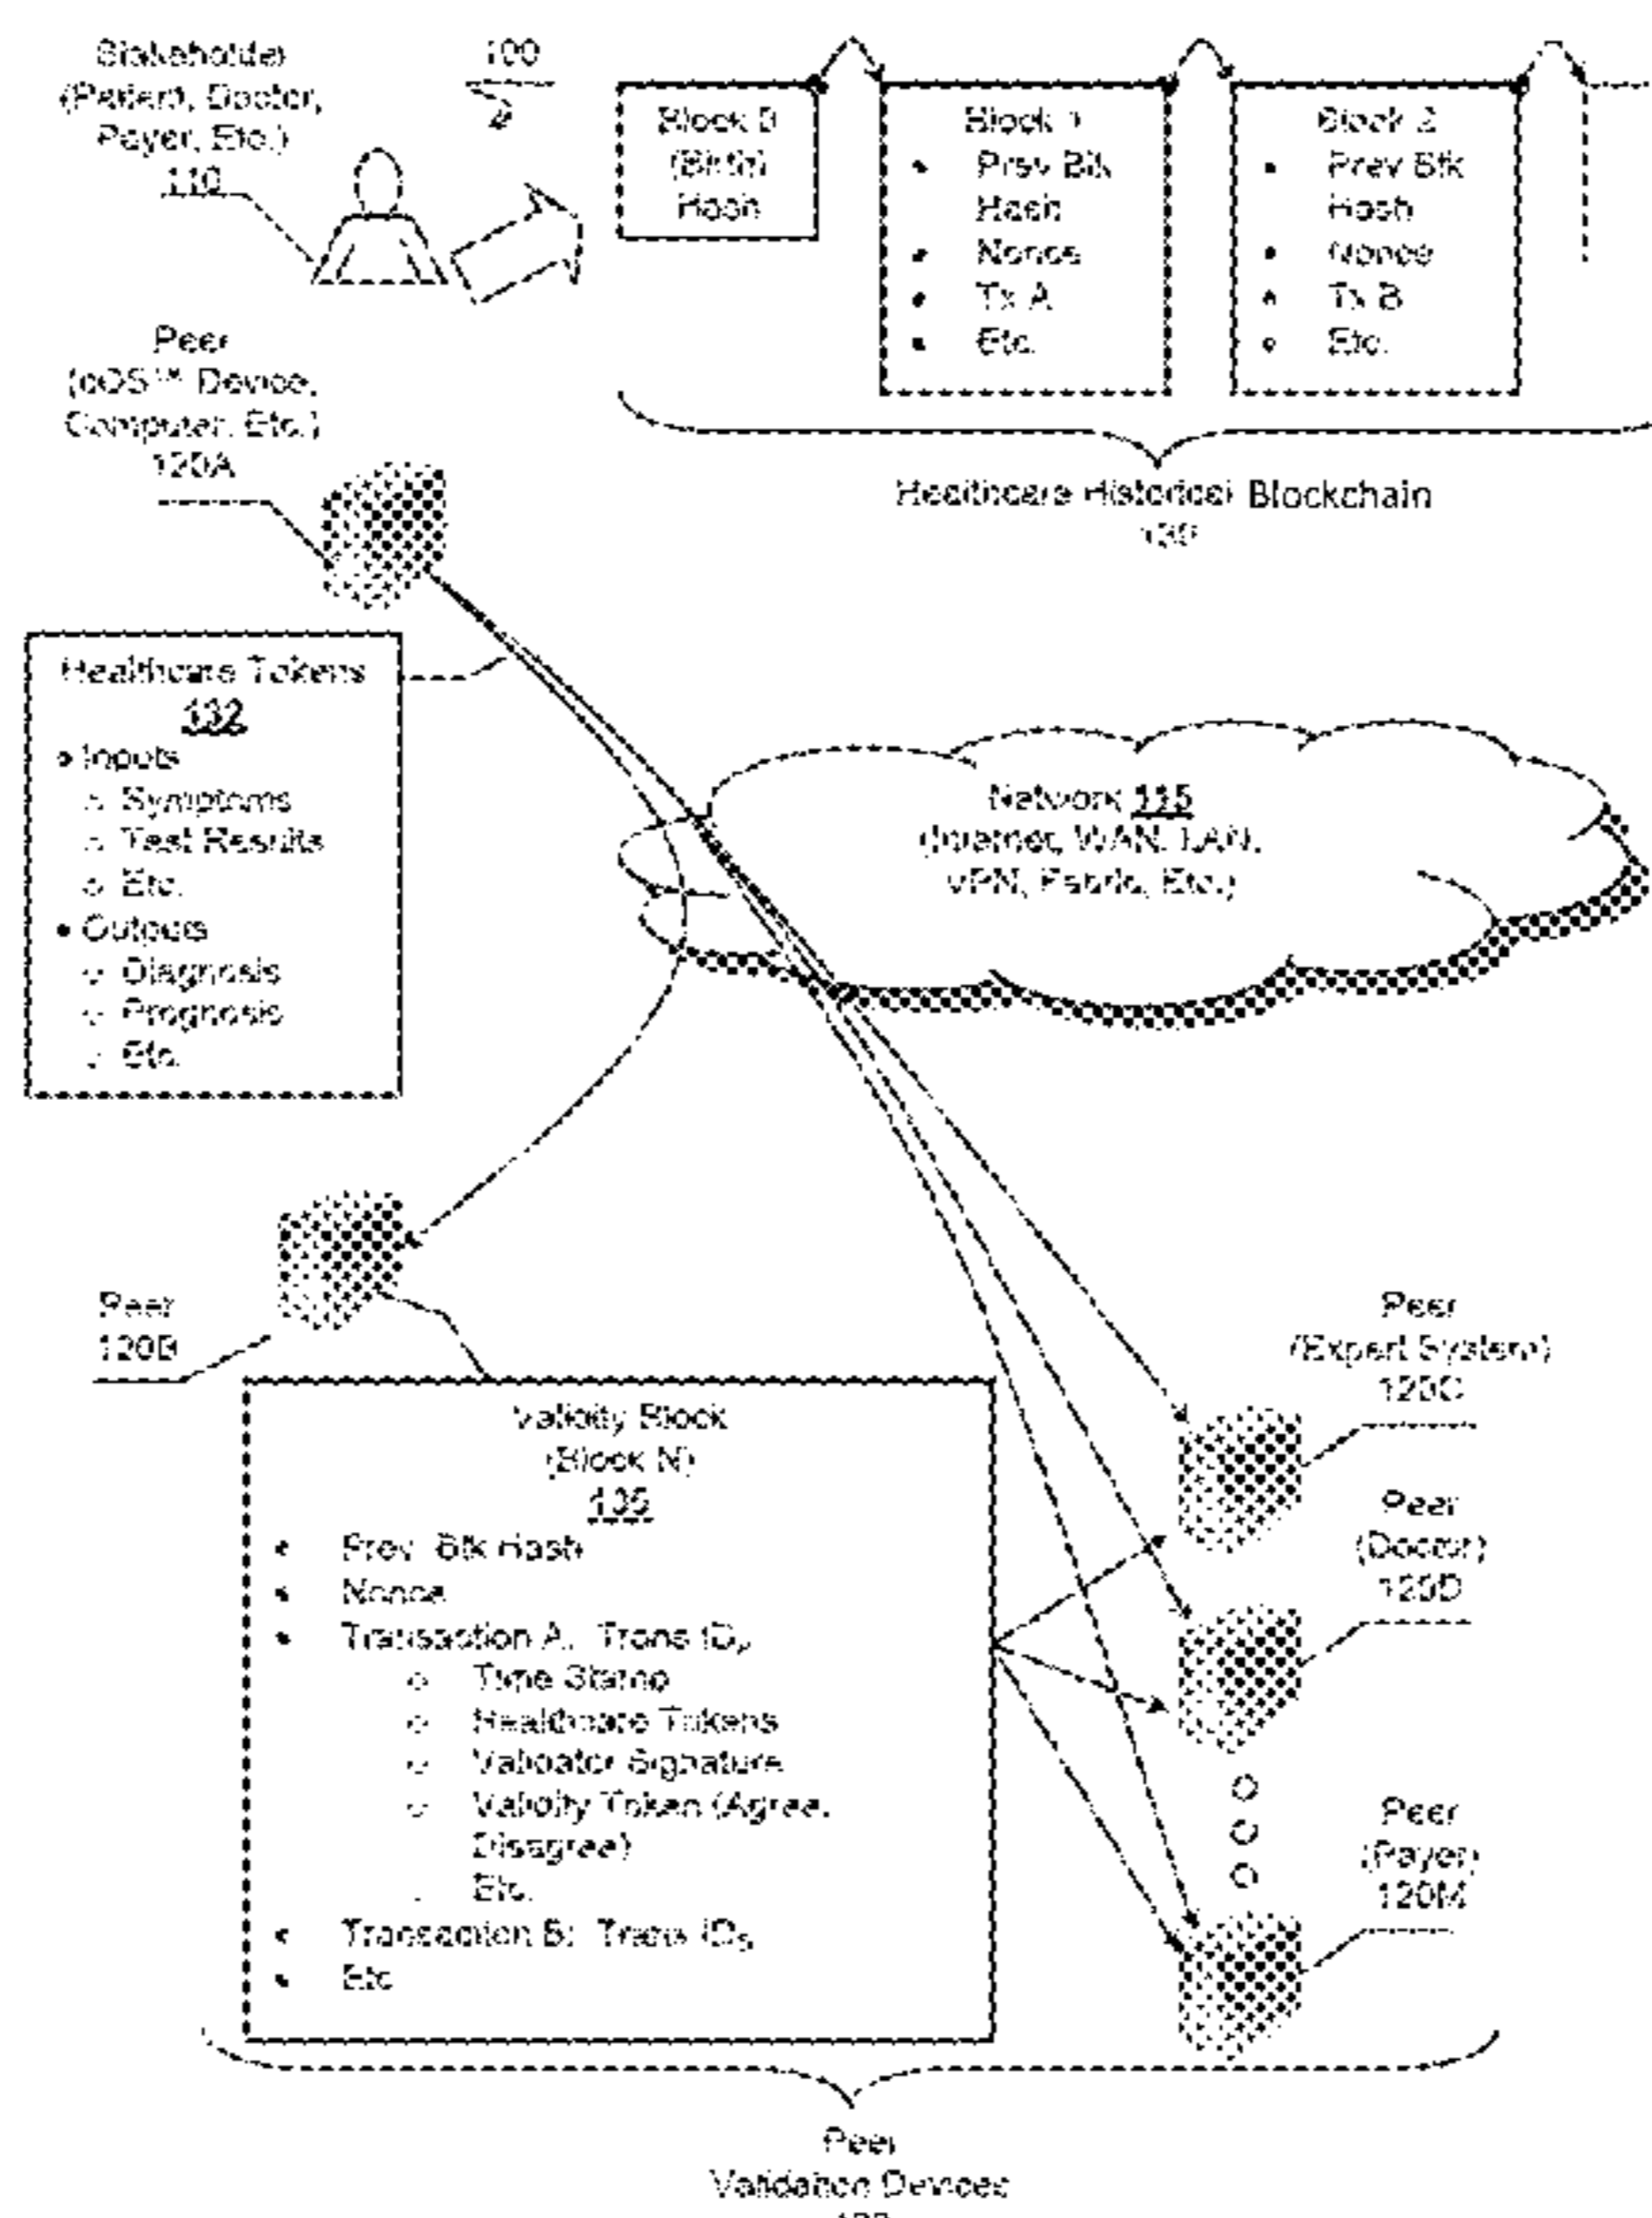 Stakeholder
(Patient, Doctor,
Payer, Etc.)
110
100
Block 0
(Birth)
Hash
Block 1
• Prev Blk
Hash
• Nonce
• Tx A
• Etc.
Block 2
• Prev Blk
Hash
• Nonce
• Tx B
• Etc.
Healthcare Historical Blockchain
Peer
Device,
Computer, Etc.)
120A
Healthcare Tokens
132
• Inputs
Symptoms
Test Results
Etc.
• Outputs
Diagnosis
Prognosis
Etc.
Network 115
(Internet, WAN, LAN,
VPN, Fabric, Etc.)
Peer
120B
Validity Block
(Block N)
135
• Prev Blk Hash
• Nonce
• Transaction A: Trans
○ Time Stamp
○ Healthcare Tokens
○ Validator Signature
○ Validity Token (Agree,
Disagree)
Etc.
• Transaction B: Trans
• Etc
Peer
(Expert System)
120C
Peer
(Doctor)
120D
Peer
(Payer)
120M
Peer
Validation Devices